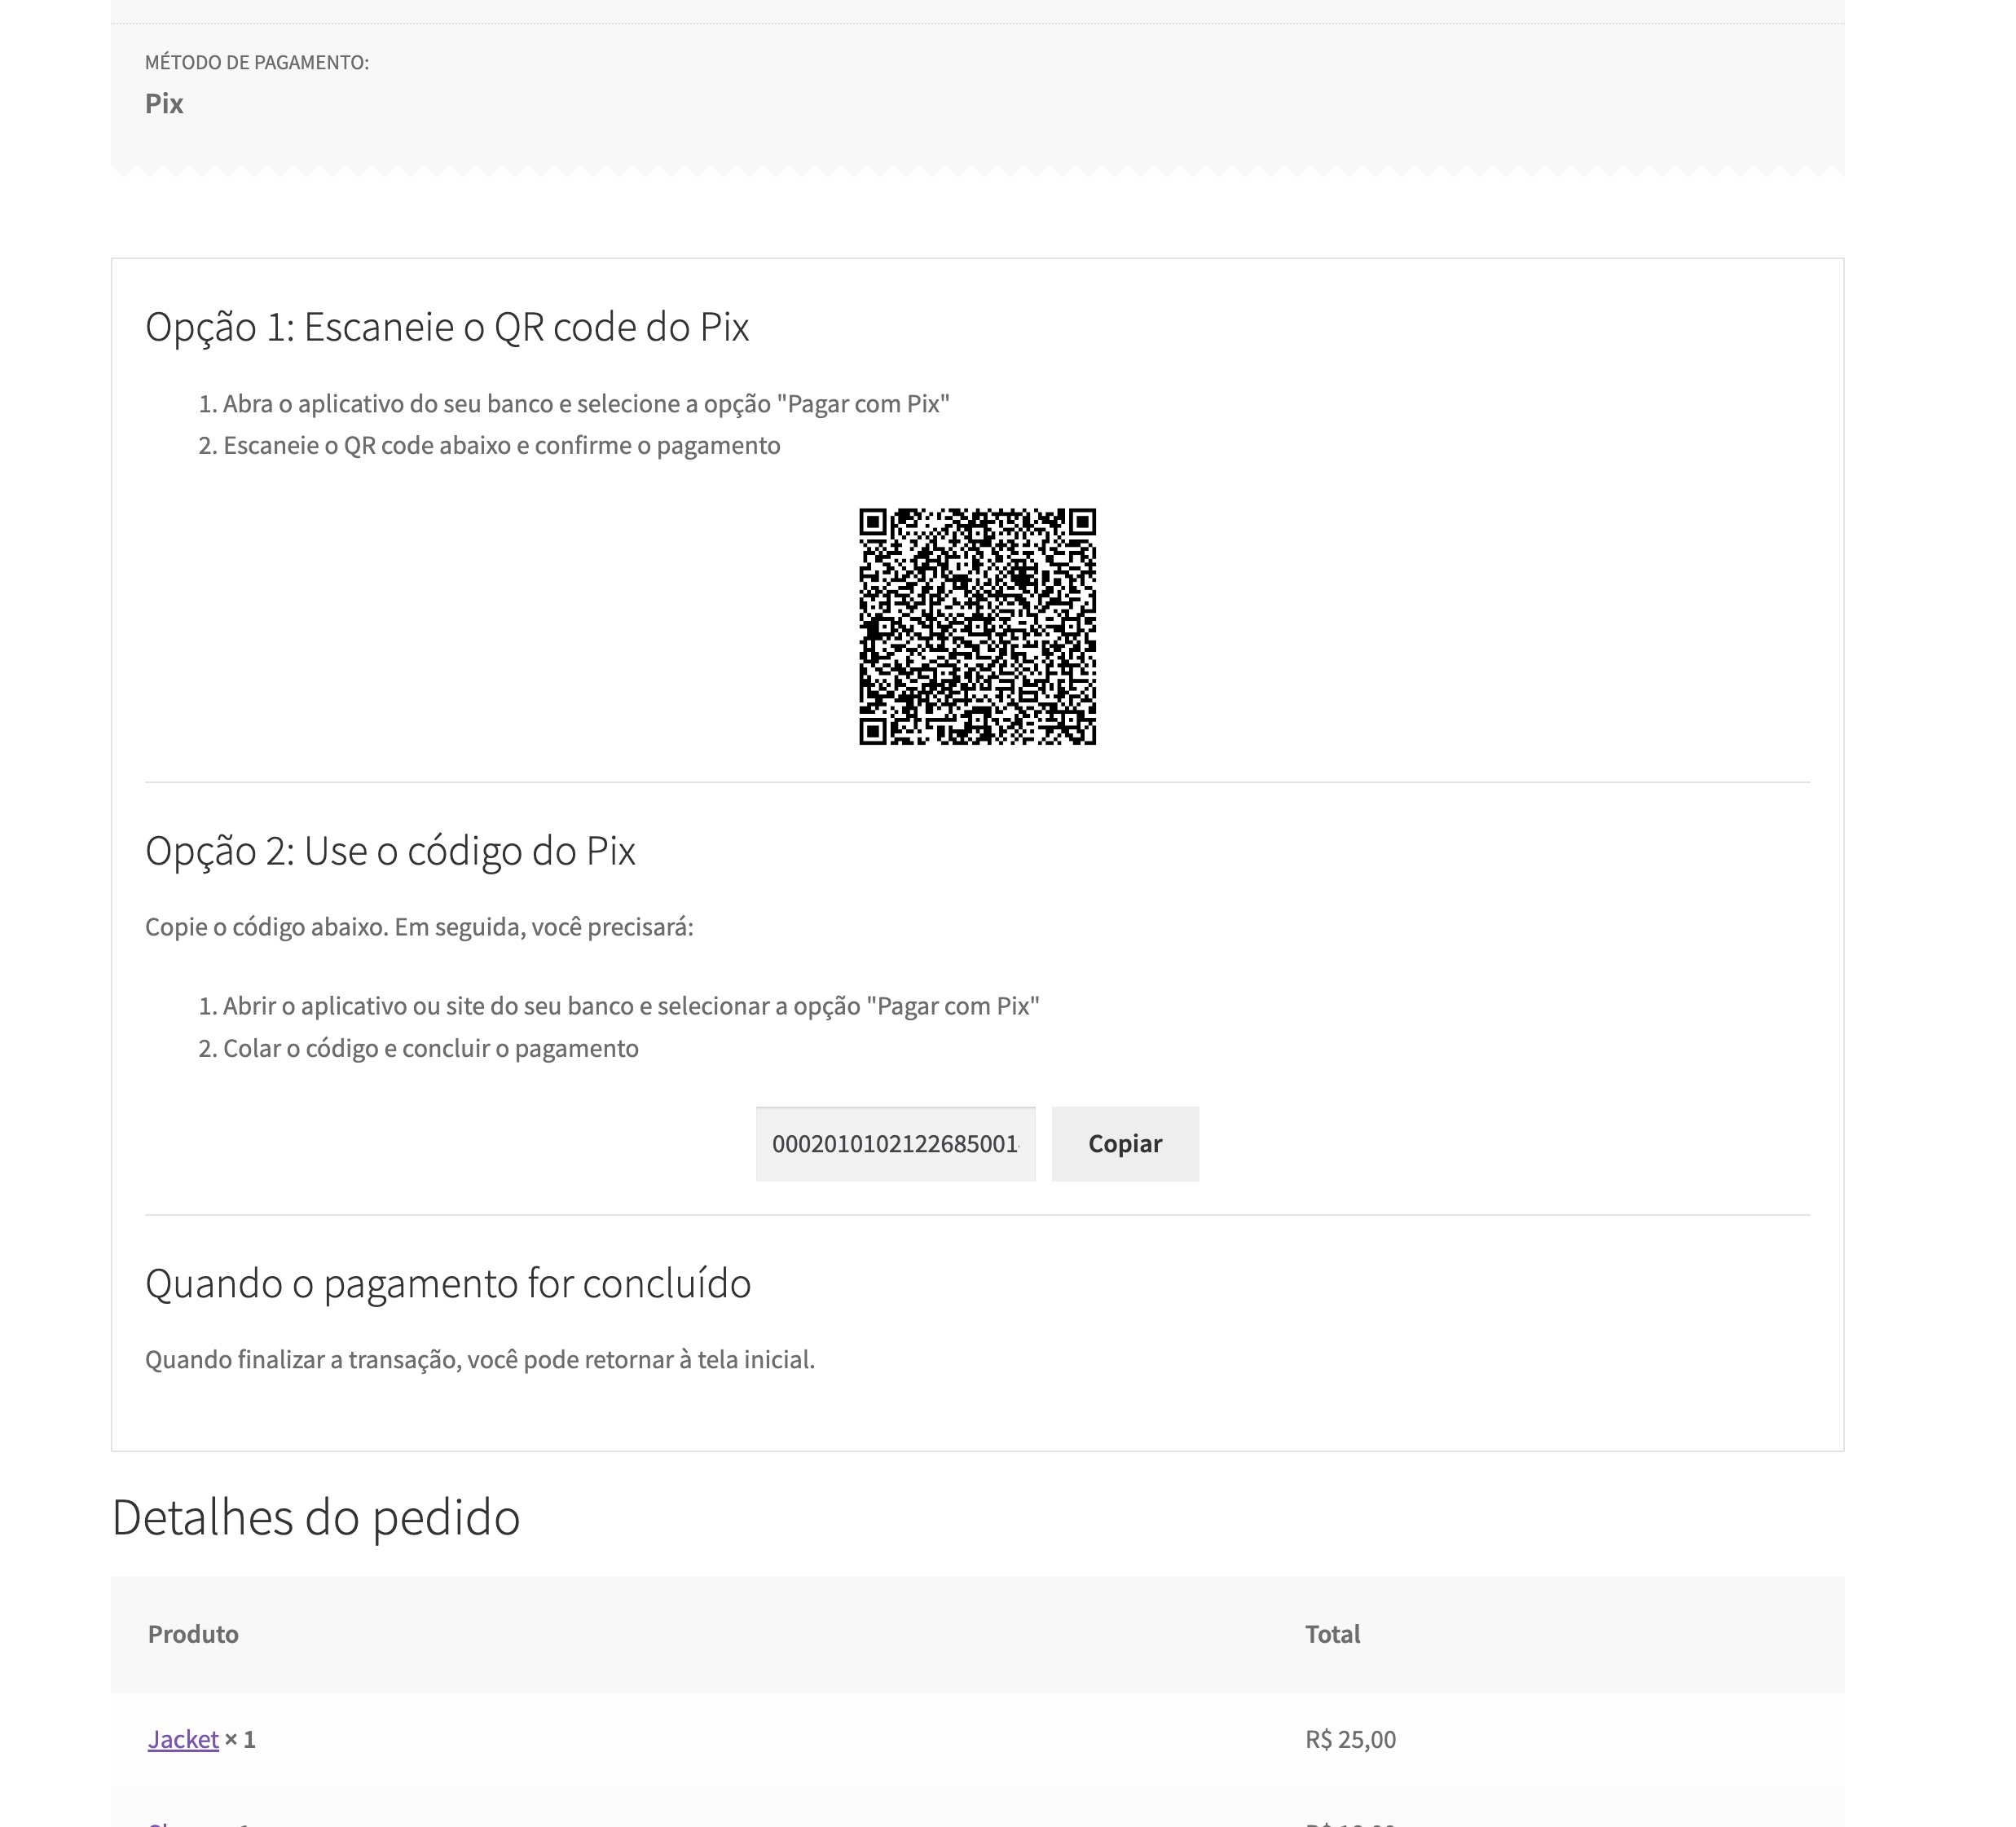 MÉTODO DE PAGAMENTO:
Pix
Opção 1: Escaneie o QR code do Pix
1. Abra o aplicativo do seu banco e selecione a opção "Pagar com Pix"
2. Escaneie o QR code abaixo e confirme o pagamento
Opção 2: Use o código do Pix
Copie o código abaixo. Em seguida, você precisará:
1. Abrir o aplicativo ou site do seu banco e selecionar a opção "Pagar com Pix"
2. Colar o código e concluir o pagamento
0002010102122685001 Copiar
Quando o pagamento for concluído
Quando finalizar a transação, você pode retornar à tela inicial.
Detalhes do pedido
Produto Total
Jacket × 1 R$ 25,00